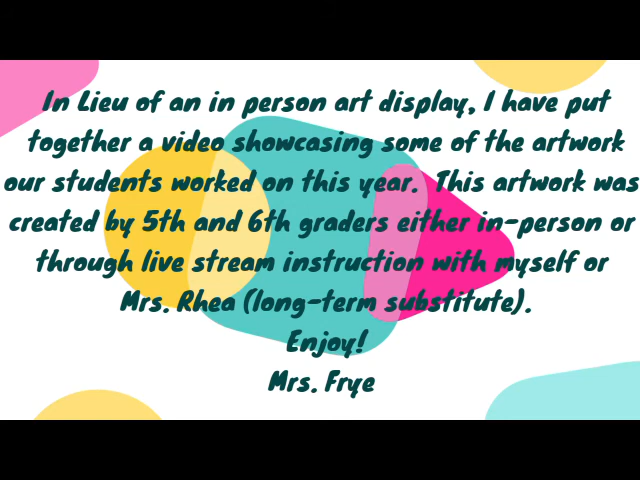 In Lieu of an in person art display, I have put
together a video showcasing some of the artwork
our students worked on this year. This artwork was
created by 5th and 6th graders either in-person or
through live stream instruction with myself or
Mrs. Rhea (long-term substitute).
Enjoy!
Mrs. Frye